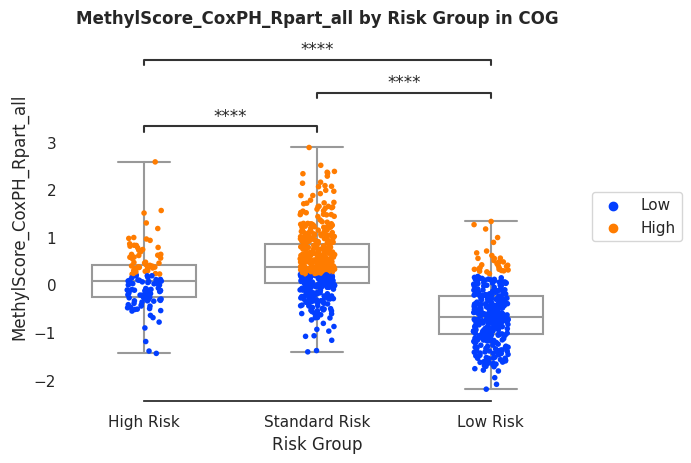 MethylScore_CoxPH_Rpart_all by Risk Group in COG
****
****
****
MethylScore_CoxPH_Rpart_all
3
2
1
0
−1
−2
High Risk
Standard Risk
Low Risk
Risk Group
Low
High